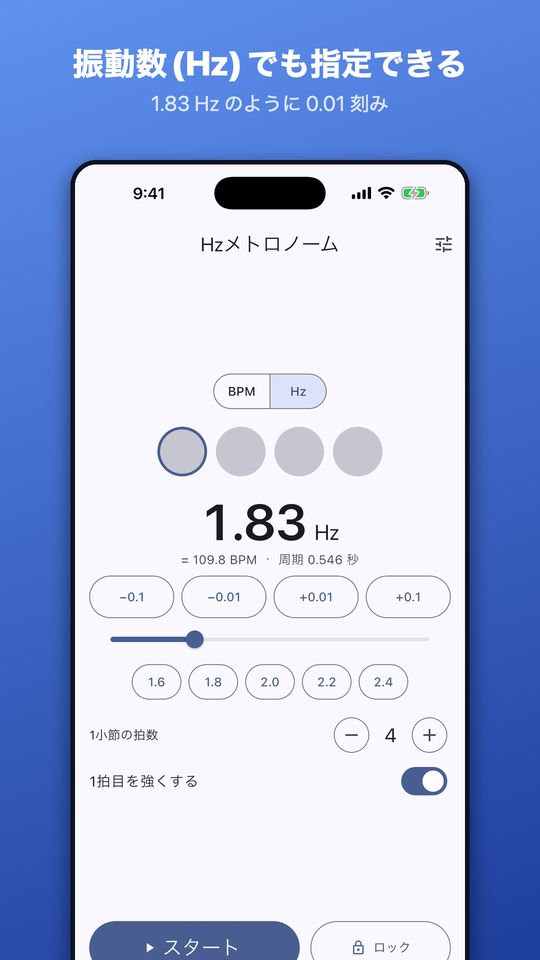 振動数 (Hz) でも指定できる
1.83 Hz のように 0.01 刻み
9:41
Hzメトロノーム
BPM Hz
1.83 Hz
= 109.8 BPM ・ 周期 0.546 秒
−0.1 −0.01 +0.01 +0.1
1.6 1.8 2.0 2.2 2.4
1小節の拍数 − 4 +
1拍目を強くする
スタート ロック